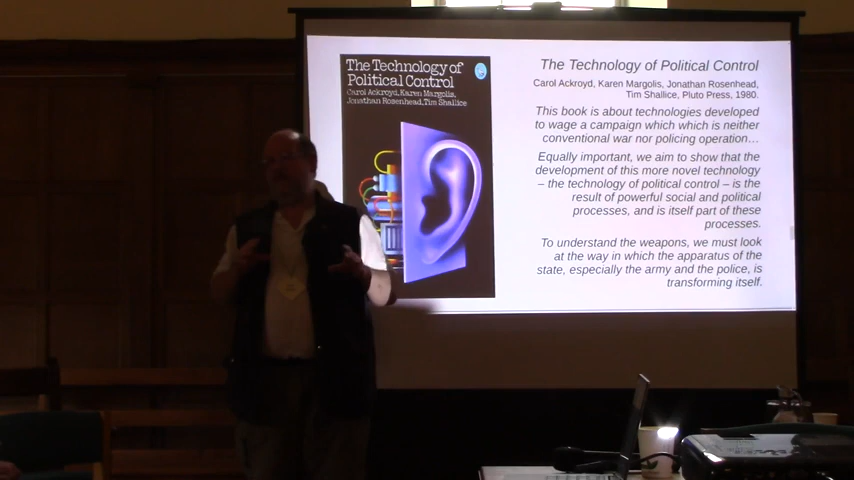 The Technology of
Political Control
Carol Ackroyd, Karen Margolis,
Jonathan Rosenhead, Tim Shallice
The Technology of Political Control
Carol Ackroyd, Karen Margolis, Jonathan Rosenhead,
Tim Shallice, Pluto Press, 1980.
This book is about technologies developed
to wage a campaign which which is neither
conventional war nor policing operation…
Equally important, we aim to show that the
development of this more novel technology
– the technology of political control – is the
result of powerful social and political
processes, and is itself part of these
processes.
To understand the weapons, we must look
at the way in which the apparatus of the
state, especially the army and the police, is
transforming itself.